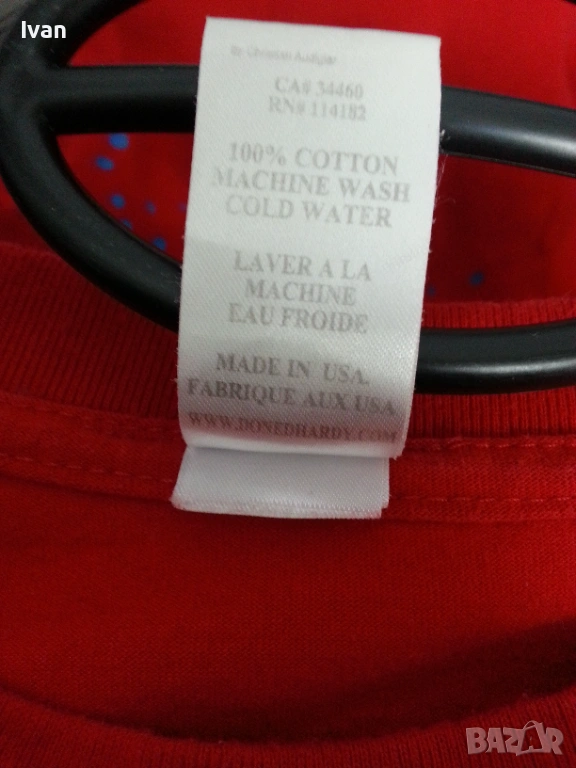 Ivan
By Christian Audigier
CA# 34460
RN# 114182
100% COTTON
MACHINE WASH
COLD WATER
LAVER A LA
MACHINE
EAU FROIDE
MADE IN USA.
FABRIQUE AUX USA
WWW.DONEDHARDY.COM
BAZAR